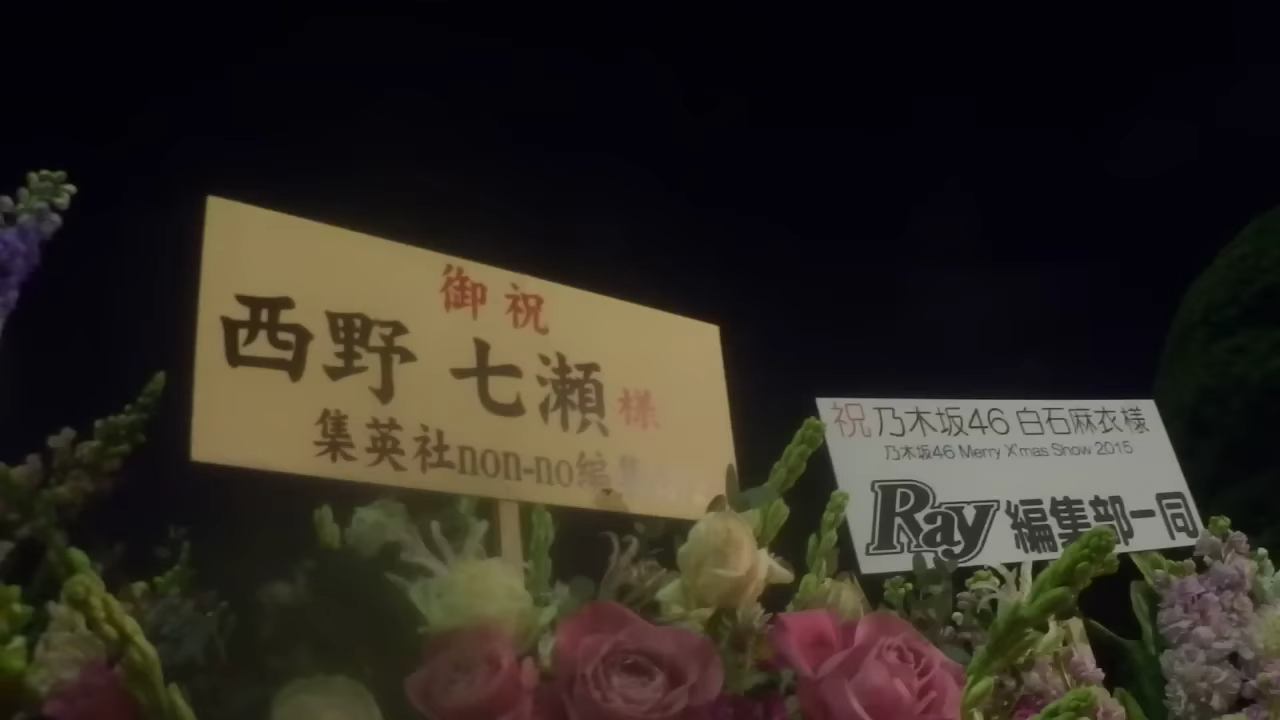 御祝
西野 七瀬様
集英社non-no編集
祝乃木坂46 白石麻衣様
乃木坂46 Merry X'mas Show 2015
Ray 編集部一同